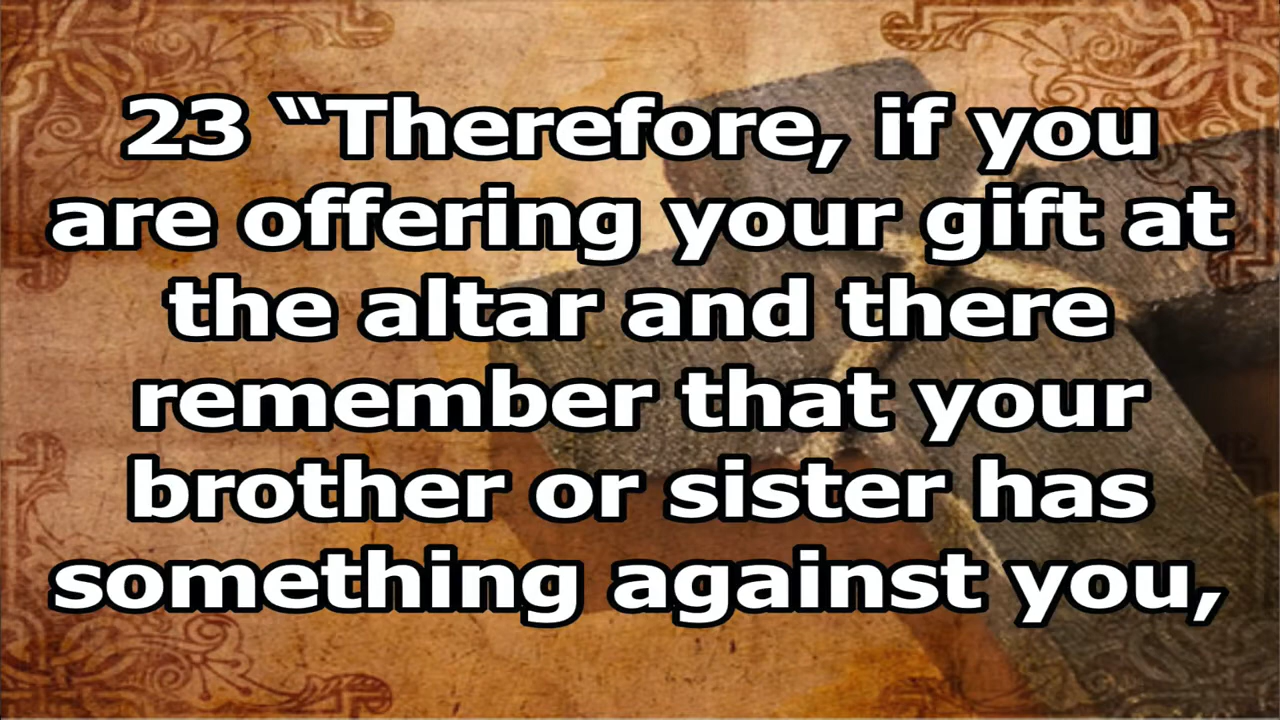 23 “Therefore, if you
are offering your gift at
the altar and there
remember that your
brother or sister has
something against you,